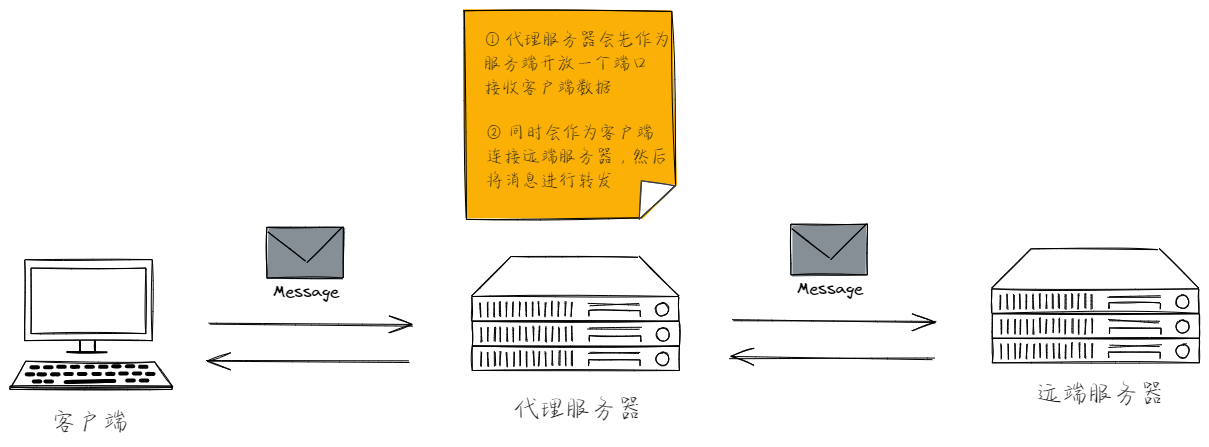 ① 代理服务器会先作为
服务端开放一个端口
接收客户端数据
② 同时会作为客户端
连接远端服务器，然后
将消息进行转发
Message
Message
客户端
代理服务器
远端服务器